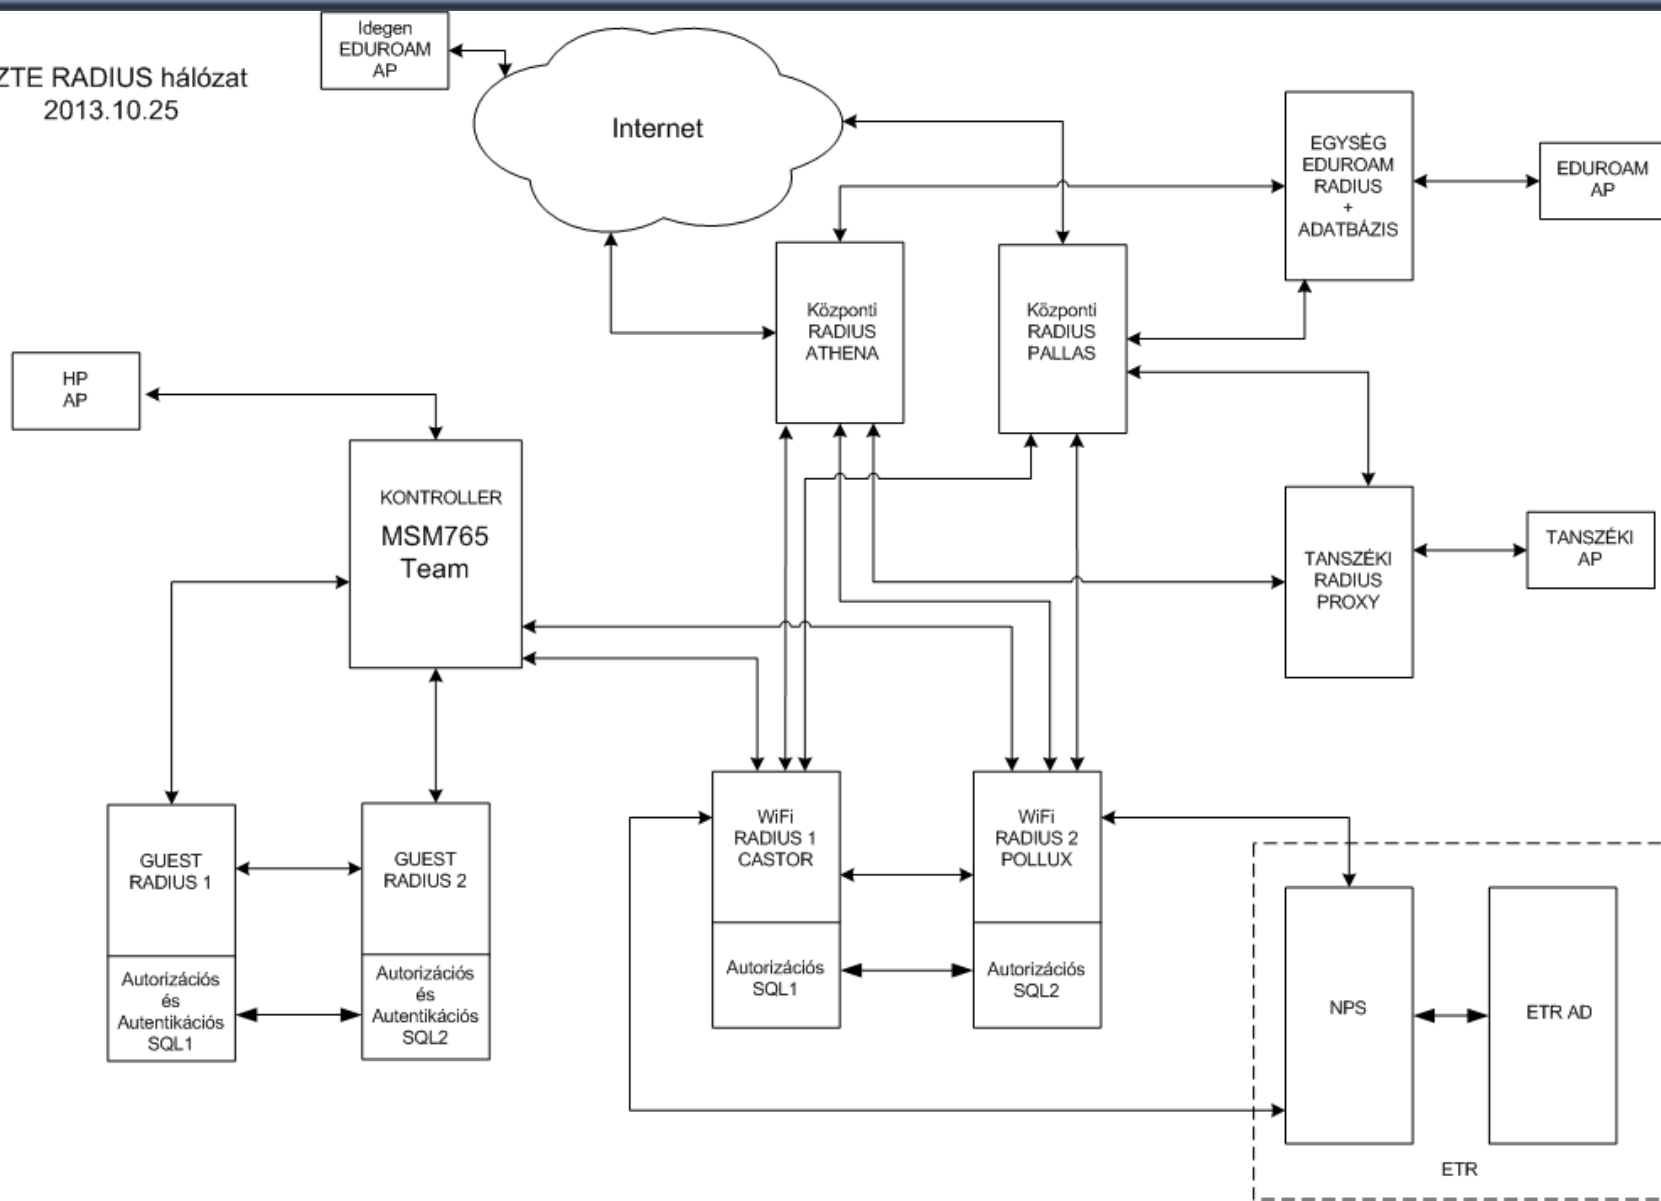 ZTE RADIUS hálózat
2013.10.25
Idegen
EDUROAM
AP
Internet
EGYSÉG
EDUROAM
RADIUS
+
ADATBÁZIS
EDUROAM
AP
Központi
RADIUS
ATHENA
Központi
RADIUS
PALLAS
HP
AP
KONTROLLER
MSM765
Team
TANSZÉKI
RADIUS
PROXY
TANSZÉKI
AP
GUEST
RADIUS 1
Autorizációs
és
Autentikációs
SQL1
GUEST
RADIUS 2
Autorizációs
és
Autentikációs
SQL2
WiFi
RADIUS 1
CASTOR
Autorizációs
SQL1
WiFi
RADIUS 2
POLLUX
Autorizációs
SQL2
NPS
ETR AD
ETR